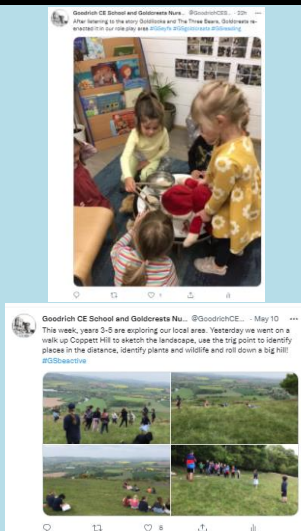 Goodrich CE School and Goldcrests Nurs... @GoodrichCES... · 22h
After listening to the story Goldilocks and The Three Bears, Goldcrests re-
enacted it in our role play area #GSeyfs #GSgoldcrests #GSreading
1
Goodrich CE School and Goldcrests Nu... @GoodrichCE... · May 10 ···
This week, years 3-5 are exploring our local area. Yesterday we went on a
walk up Coppett Hill to sketch the landscape, use the trig point to identify
places in the distance, identify plants and wildlife and roll down a big hill!
#GSbeactive
6